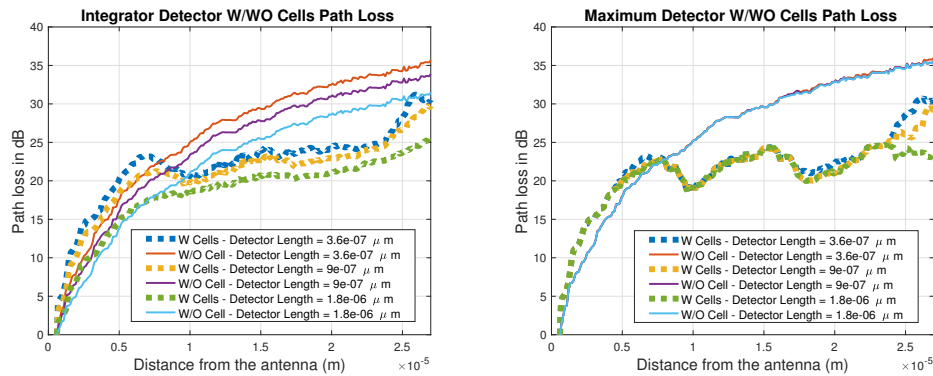 Integrator Detector W/WO Cells Path Loss
Path loss in dB
40
35
30
25
20
15
10
5
0
W Cells - Detector Length = 3.6e-07 μ m
W/O Cell - Detector Length = 3.6e-07 μ m
W Cells - Detector Length = 9e-07 μ m
W/O Cell - Detector Length = 9e-07 μ m
W Cells - Detector Length = 1.8e-06 μ m
W/O Cell - Detector Length = 1.8e-06 μ m
0 0.5 1 1.5 2 2.5
Distance from the antenna (m) ×10⁻⁵
Maximum Detector W/WO Cells Path Loss
Path loss in dB
40
35
30
25
20
15
10
5
0
W Cells - Detector Length = 3.6e-07 μ m
W/O Cell - Detector Length = 3.6e-07 μ m
W Cells - Detector Length = 9e-07 μ m
W/O Cell - Detector Length = 9e-07 μ m
W Cells - Detector Length = 1.8e-06 μ m
W/O Cell - Detector Length = 1.8e-06 μ m
0 0.5 1 1.5 2 2.5
Distance from the antenna (m) ×10⁻⁵